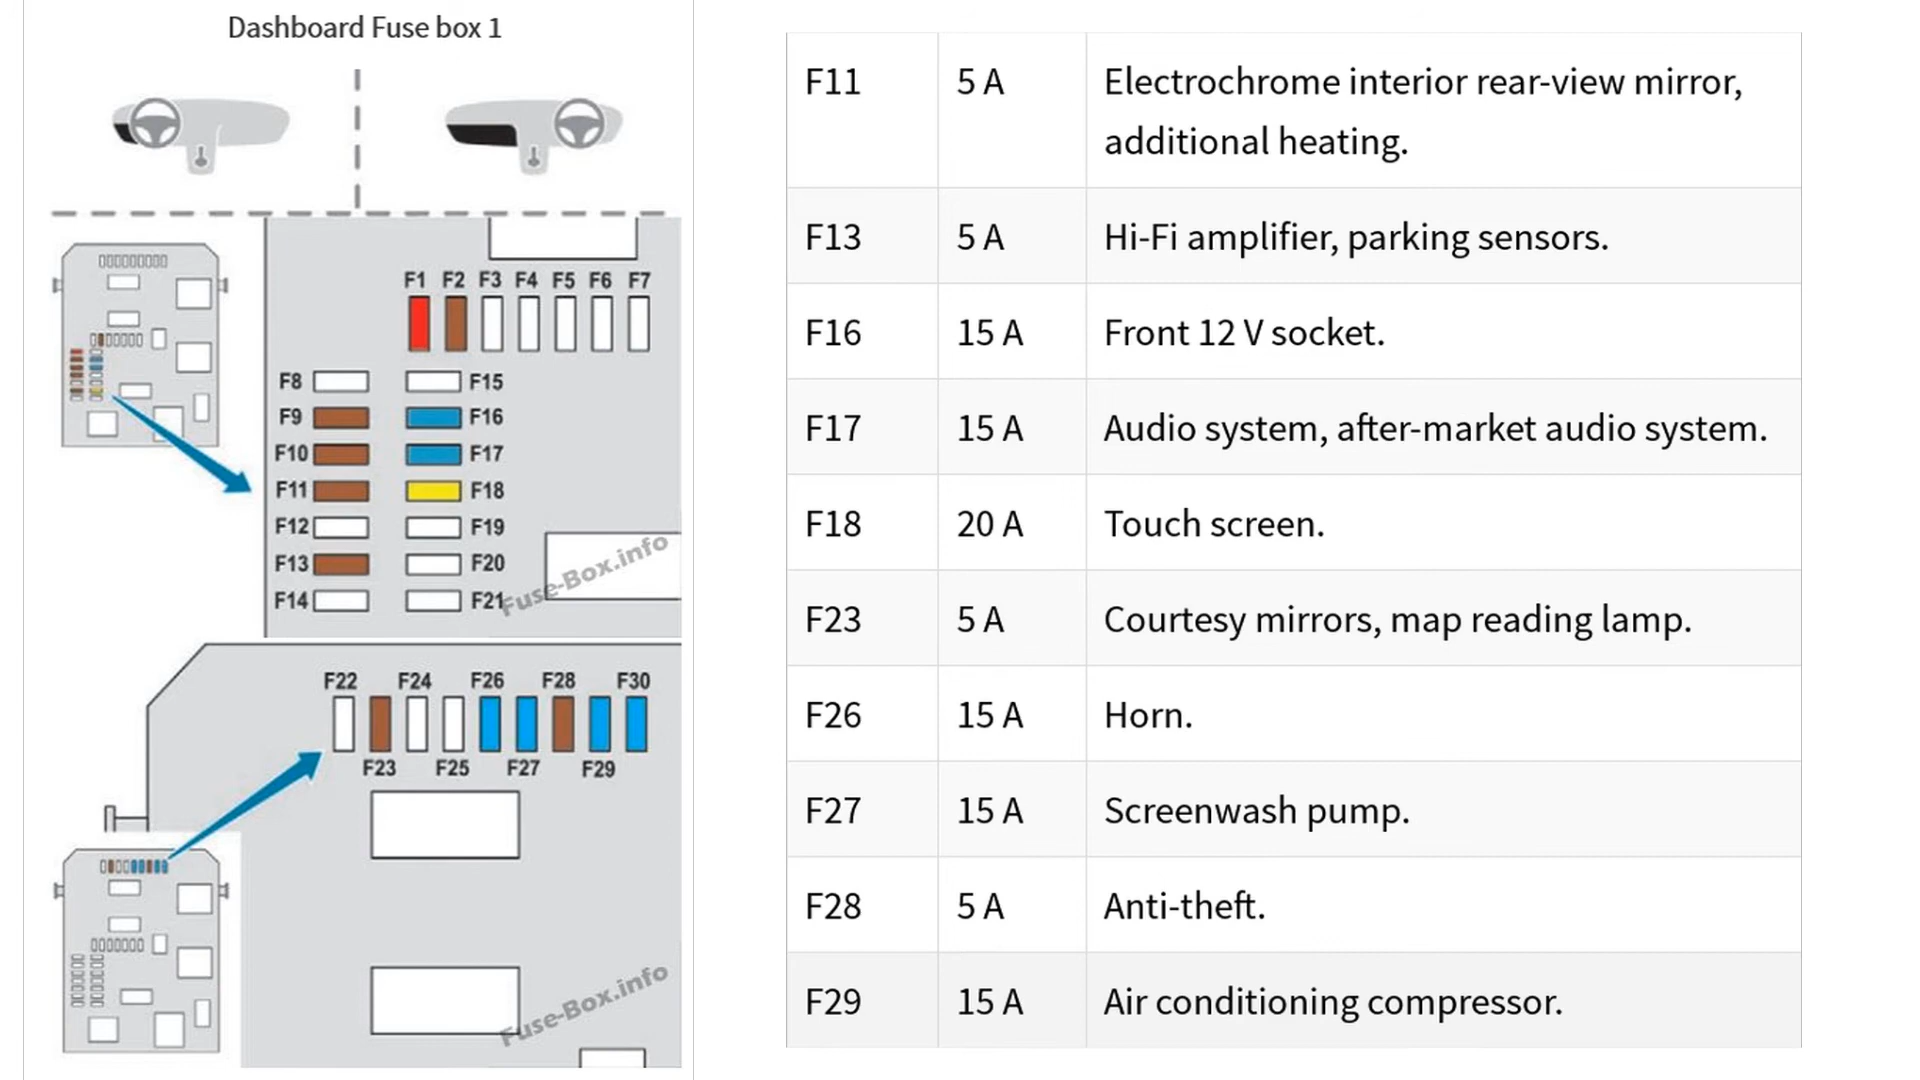 Dashboard Fuse box 1
F1 F2 F3 F4 F5 F6 F7
F8 F15
F9 F16
F10 F17
F11 F18
F12 F19
F13 F20
F14 F21
Fuse-Box.info
F22 F24 F26 F28 F30
F23 F25 F27 F29
Fuse-Box.info
F11 5 A Electrochrome interior rear-view mirror,
additional heating.
F13 5 A Hi-Fi amplifier, parking sensors.
F16 15 A Front 12 V socket.
F17 15 A Audio system, after-market audio system.
F18 20 A Touch screen.
F23 5 A Courtesy mirrors, map reading lamp.
F26 15 A Horn.
F27 15 A Screenwash pump.
F28 5 A Anti-theft.
F29 15 A Air conditioning compressor.